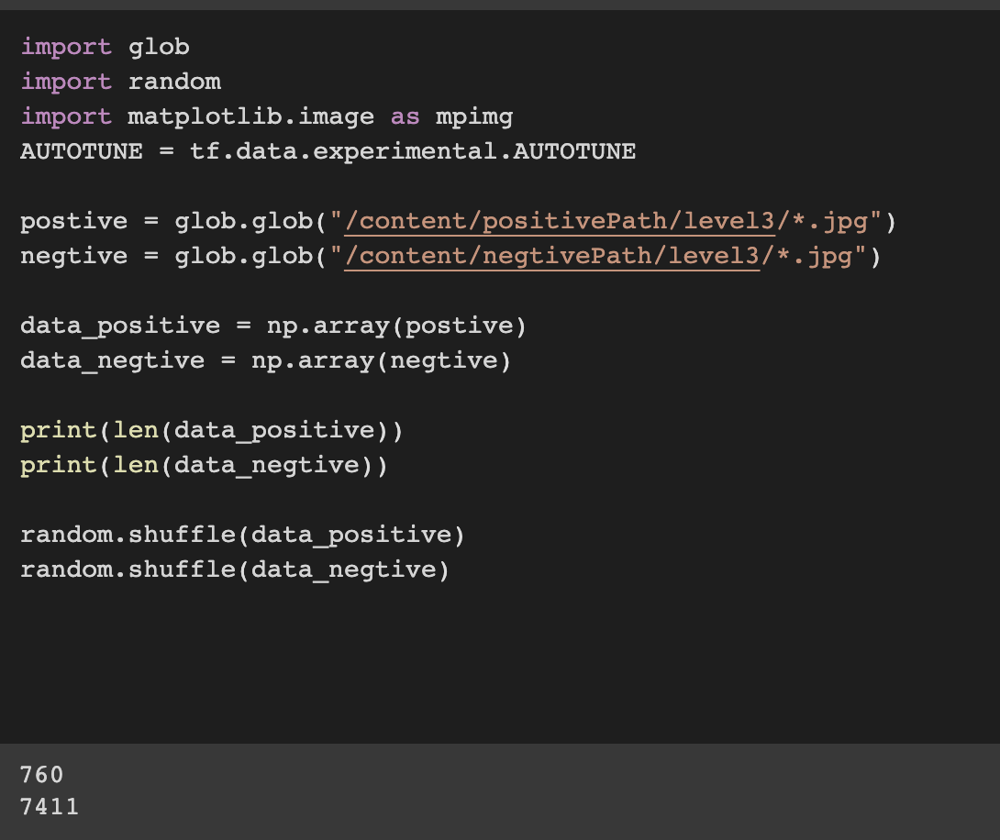 import glob
import random
import matplotlib.image as mpimg
AUTOTUNE = tf.data.experimental.AUTOTUNE
postive = glob.glob("/content/positivePath/level3/*.jpg")
negtive = glob.glob("/content/negtivePath/level3/*.jpg")
data_positive = np.array(postive)
data_negtive = np.array(negtive)
print(len(data_positive))
print(len(data_negtive))
random.shuffle(data_positive)
random.shuffle(data_negtive)
760
7411